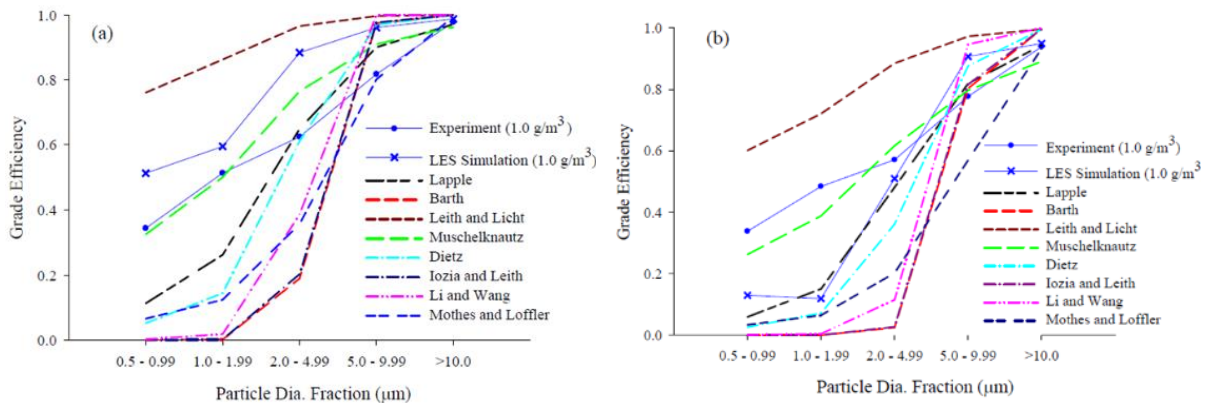 (a)
Grade Efficiency
1.0
0.8
0.6
0.4
0.2
0.0
Experiment (1.0 g/m³)
LES Simulation (1.0 g/m³)
Lapple
Barth
Leith and Licht
Muschelknautz
Dietz
Iozia and Leith
Li and Wang
Mothes and Loffler
0.5 - 0.99
1.0 - 1.99
2.0 - 4.99
5.0 - 9.99
>10.0
Particle Dia. Fraction (µm)
(b)
Grade Efficiency
1.0
0.8
0.6
0.4
0.2
0.0
Experiment (1.0 g/m³)
LES Simulation (1.0 g/m³
Lapple
Barth
Leith and Licht
Muschelknautz
Dietz
Iozia and Leith
Li and Wang
Mothes and Loffler
0.5 - 0.99
1.0 - 1.99
2.0 - 4.99
5.0 - 9.99
>10.0
Particle Dia. Fraction (µm)